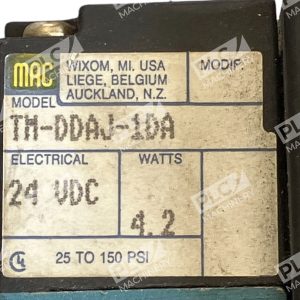 MAC
WIXOM, MI. USA
LIEGE, BELGIUM
AUCKLAND, N.Z.
MODIF.
MODEL
TM-DDAJ-1DA
ELECTRICAL
WATTS
24 VDC
4.2
25 TO 150 PSI